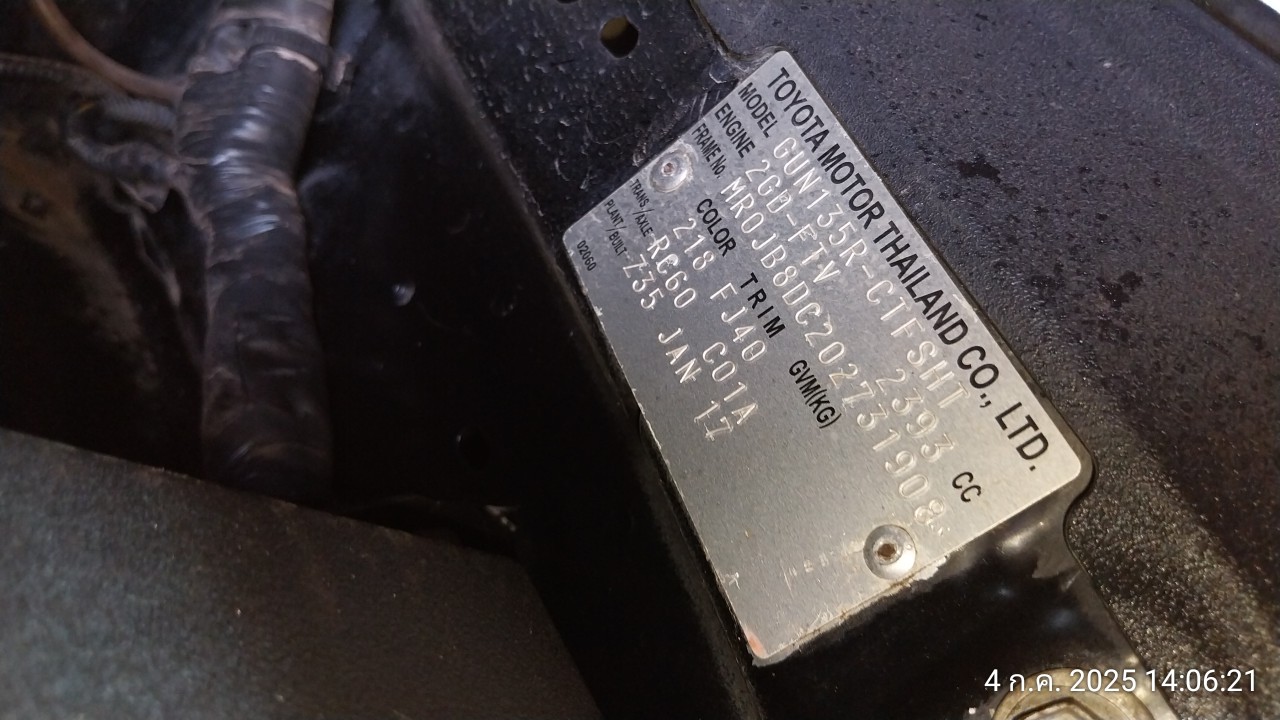 TOYOTA MOTOR THAILAND CO., LTD.
MODEL GUN135R-CTFSHT
ENGINE 2GD-FTV 2393 CC
FRAME No. MR0JB8DC202731908
COLOR TRIM GVM(KG)
218 FJ40
TRANS/AXLE RC60 C01A
PLANT/BUILT Z35 JAN 17
02060
4 ก.ค. 2025 14:06:21